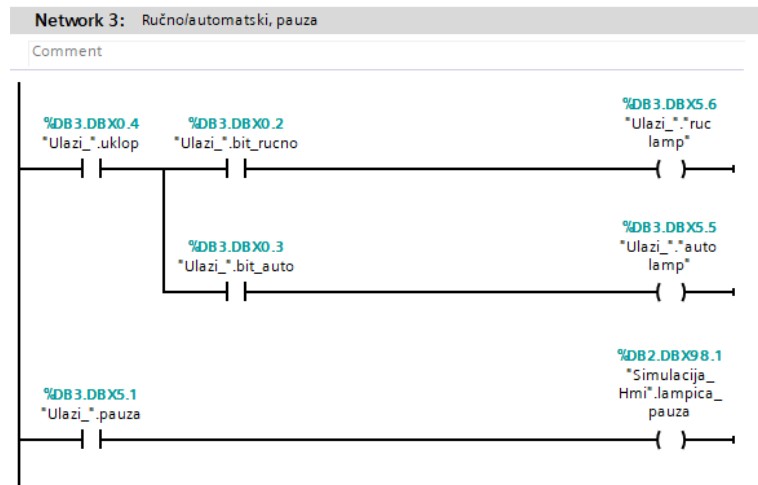 Network 3: Ručno/automatski, pauza
Comment
%DB3.DBX0.4
"Ulazi_".uklop
%DB3.DBX0.2
"Ulazi_".bit_rucno
%DB3.DBX5.6
"Ulazi_"."ruc
lamp"
%DB3.DBX0.3
"Ulazi_".bit_auto
%DB3.DBX5.5
"Ulazi_"."auto
lamp"
%DB3.DBX5.1
"Ulazi_".pauza
%DB2.DBX98.1
"Simulacija_
Hmi".lampica_
pauza